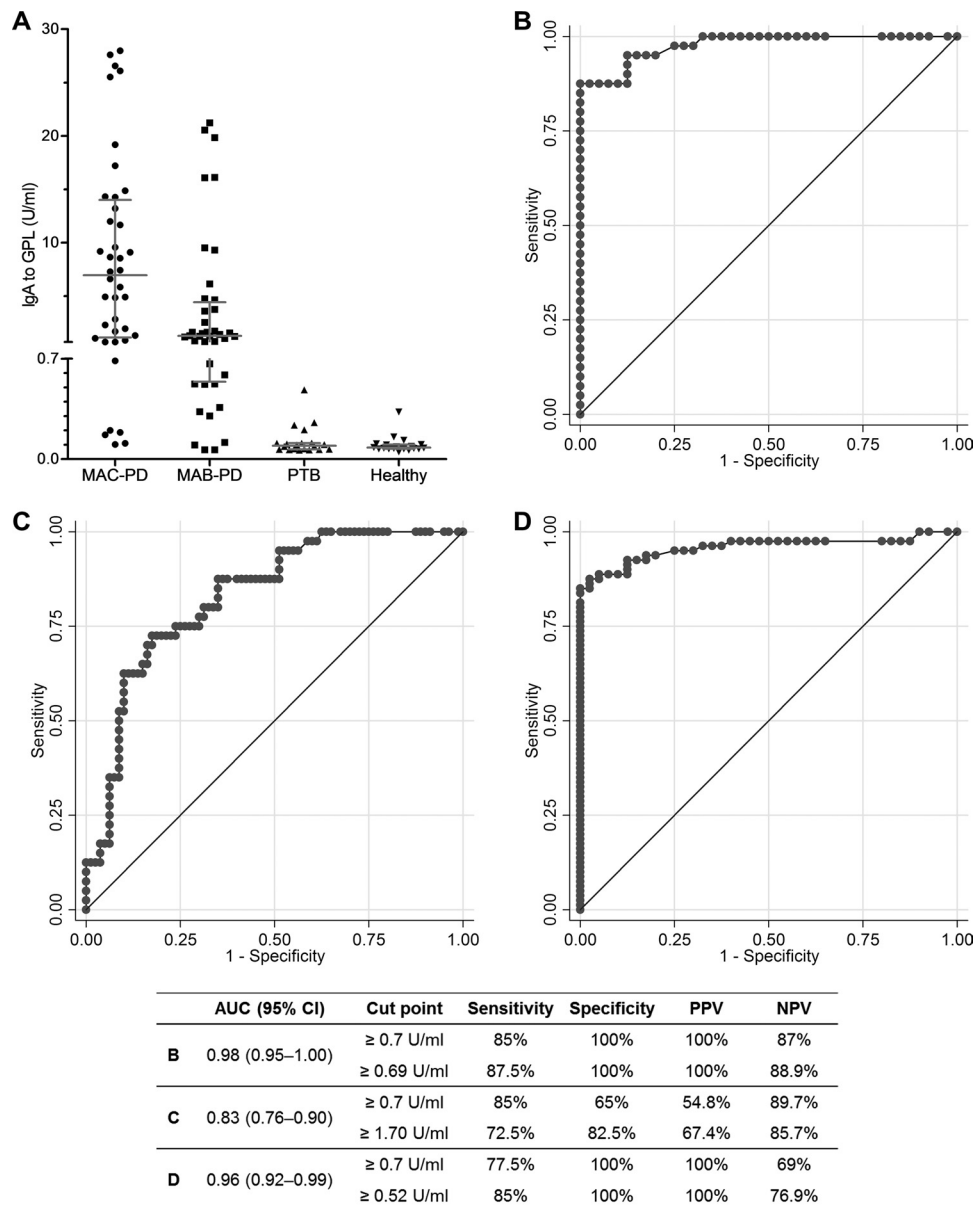 A
30
20
10
0.7
0.0
IgA to GPL (U/ml)
MAC-PD MAB-PD PTB Healthy
B
1.00
0.75
0.50
0.25
0.00
Sensitivity
0.00 0.25 0.50 0.75 1.00
1 - Specificity
C
1.00
0.75
0.50
0.25
0.00
Sensitivity
0.00 0.25 0.50 0.75 1.00
1 - Specificity
D
1.00
0.75
0.50
0.25
0.00
Sensitivity
0.00 0.25 0.50 0.75 1.00
1 - Specificity
AUC (95% CI) Cut point Sensitivity Specificity PPV NPV
B 0.98 (0.95–1.00) ≥ 0.7 U/ml 85% 100% 100% 87%
≥ 0.69 U/ml 87.5% 100% 100% 88.9%
C 0.83 (0.76–0.90) ≥ 0.7 U/ml 85% 65% 54.8% 89.7%
≥ 1.70 U/ml 72.5% 82.5% 67.4% 85.7%
D 0.96 (0.92–0.99) ≥ 0.7 U/ml 77.5% 100% 100% 69%
≥ 0.52 U/ml 85% 100% 100% 76.9%